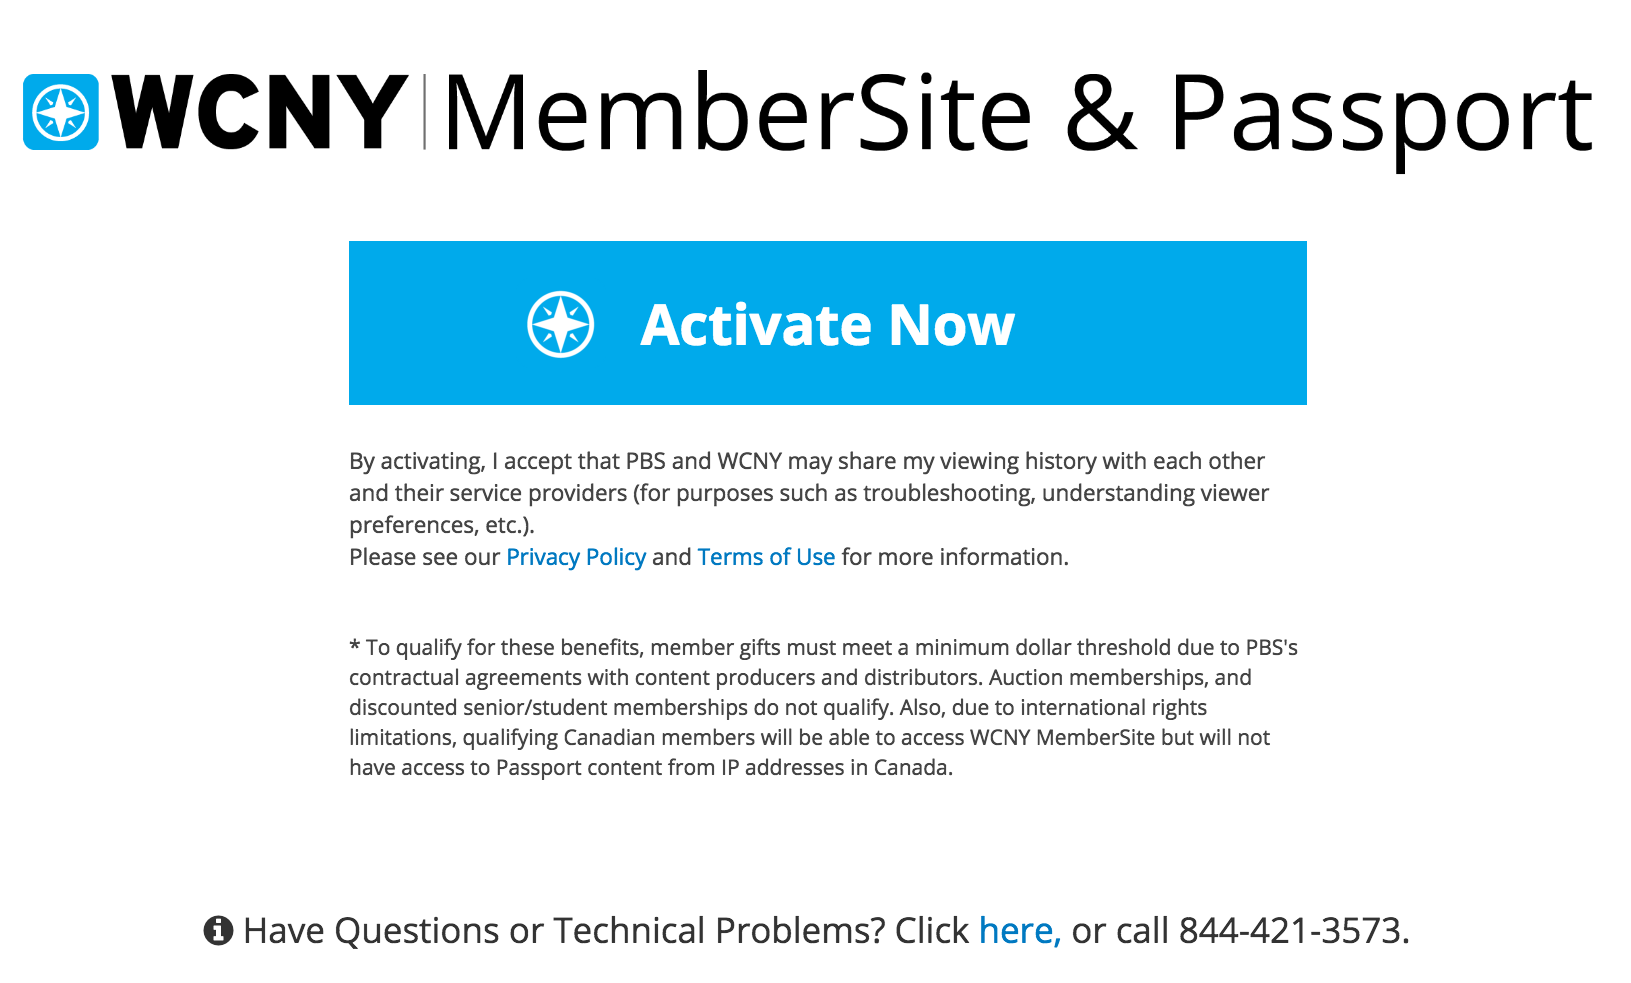 WCNY MemberSite & Passport
Activate Now
By activating, I accept that PBS and WCNY may share my viewing history with each other
and their service providers (for purposes such as troubleshooting, understanding viewer
preferences, etc.).
Please see our Privacy Policy and Terms of Use for more information.
* To qualify for these benefits, member gifts must meet a minimum dollar threshold due to PBS's
contractual agreements with content producers and distributors. Auction memberships, and
discounted senior/student memberships do not qualify. Also, due to international rights
limitations, qualifying Canadian members will be able to access WCNY MemberSite but will not
have access to Passport content from IP addresses in Canada.
Have Questions or Technical Problems? Click here, or call 844-421-3573.